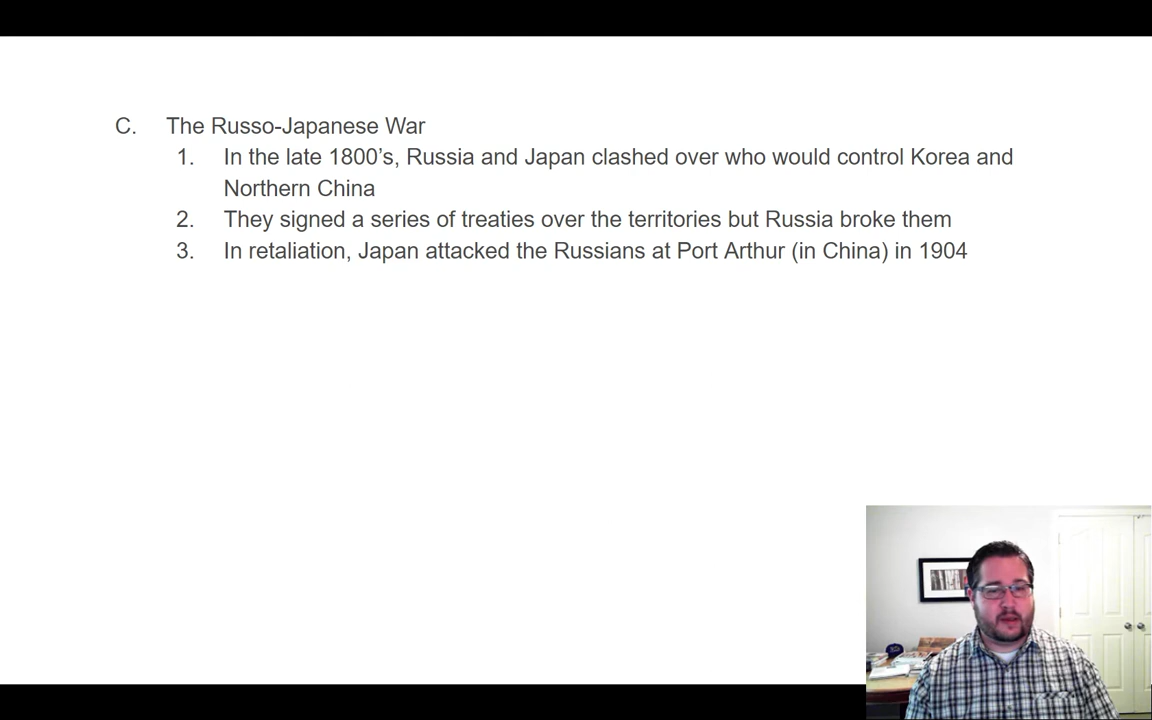 C. The Russo-Japanese War
1. In the late 1800’s, Russia and Japan clashed over who would control Korea and
Northern China
2. They signed a series of treaties over the territories but Russia broke them
3. In retaliation, Japan attacked the Russians at Port Arthur (in China) in 1904